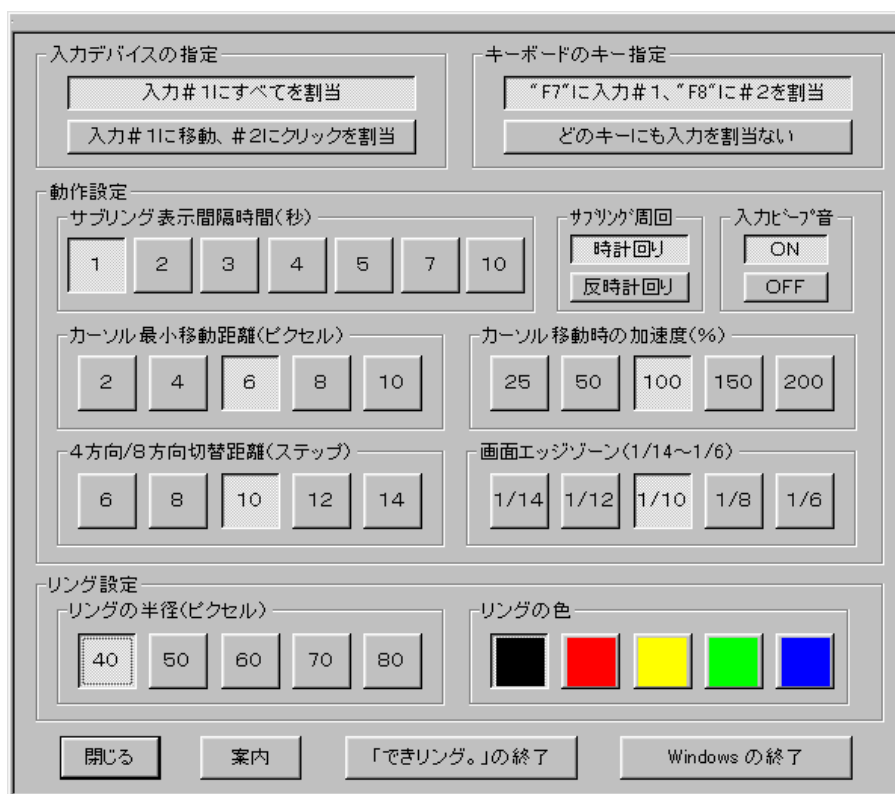 入力デバイスの指定
入力#1にすべてを割当
入力#1に移動、#2にクリックを割当
キーボードのキー指定
"F7"に入力#1、"F8"に#2を割当
どのキーにも入力を割当ない
動作設定
サブリング表示間隔時間(秒)
1 2 3 4 5 7 10
ｻﾌﾞﾘﾝｸﾞ周回
時計回り
反時計回り
入力ﾋﾞｰﾌﾟ音
ON
OFF
カーソル最小移動距離(ピクセル)
2 4 6 8 10
カーソル移動時の加速度(%)
25 50 100 150 200
4方向/8方向切替距離(ステップ)
6 8 10 12 14
画面エッジゾーン(1/14～1/6)
1/14 1/12 1/10 1/8 1/6
リング設定
リングの半径(ピクセル)
40 50 60 70 80
リングの色
閉じる 案内 「できリング。」の終了 Windows の終了